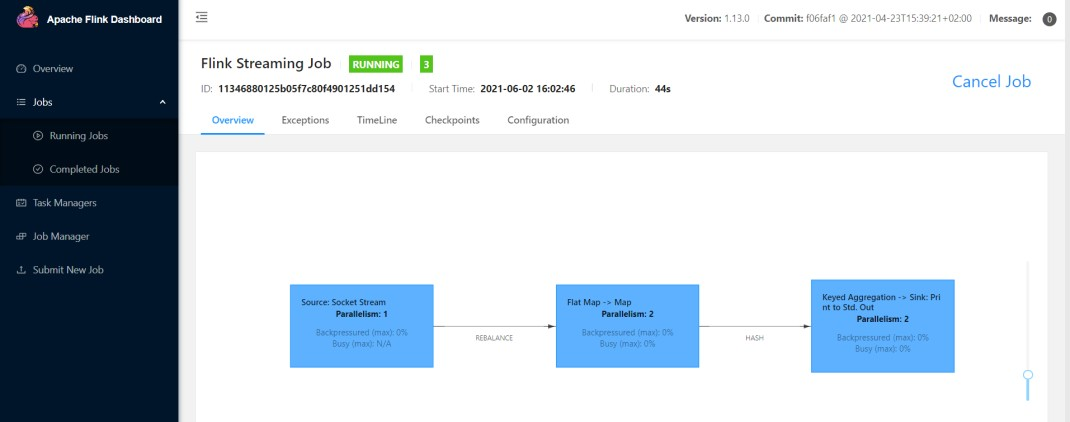 Apache Flink Dashboard
Version: 1.13.0 Commit: f06faf1 @ 2021-04-23T15:39:21+02:00 Message: 0
Overview
Jobs
Running Jobs
Completed Jobs
Task Managers
Job Manager
Submit New Job
Flink Streaming Job RUNNING 3
ID: 11346880125b05f7c80f4901251dd154 Start Time: 2021-06-02 16:02:46 Duration: 44s
Cancel Job
Overview Exceptions TimeLine Checkpoints Configuration
Source: Socket Stream
Parallelism: 1
Backpressured (max): 0%
Busy (max): N/A
REBALANCE
Flat Map -> Map
Parallelism: 2
Backpressured (max): 0%
Busy (max): 0%
HASH
Keyed Aggregation -> Sink: Pri
nt to Std. Out
Parallelism: 2
Backpressured (max): 0%
Busy (max): 0%